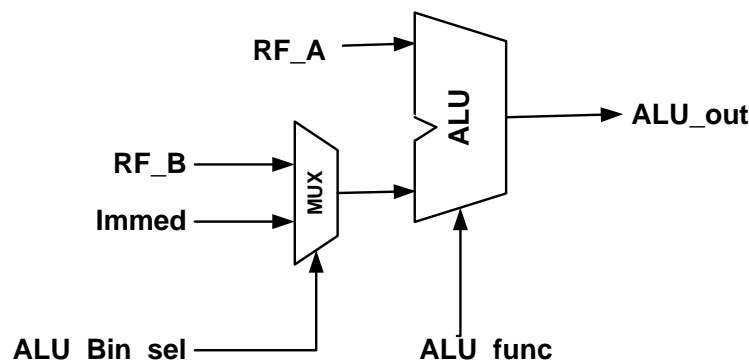 RF_A
ALU
ALU_out
RF_B
MUX
Immed
ALU_Bin_sel
ALU_func